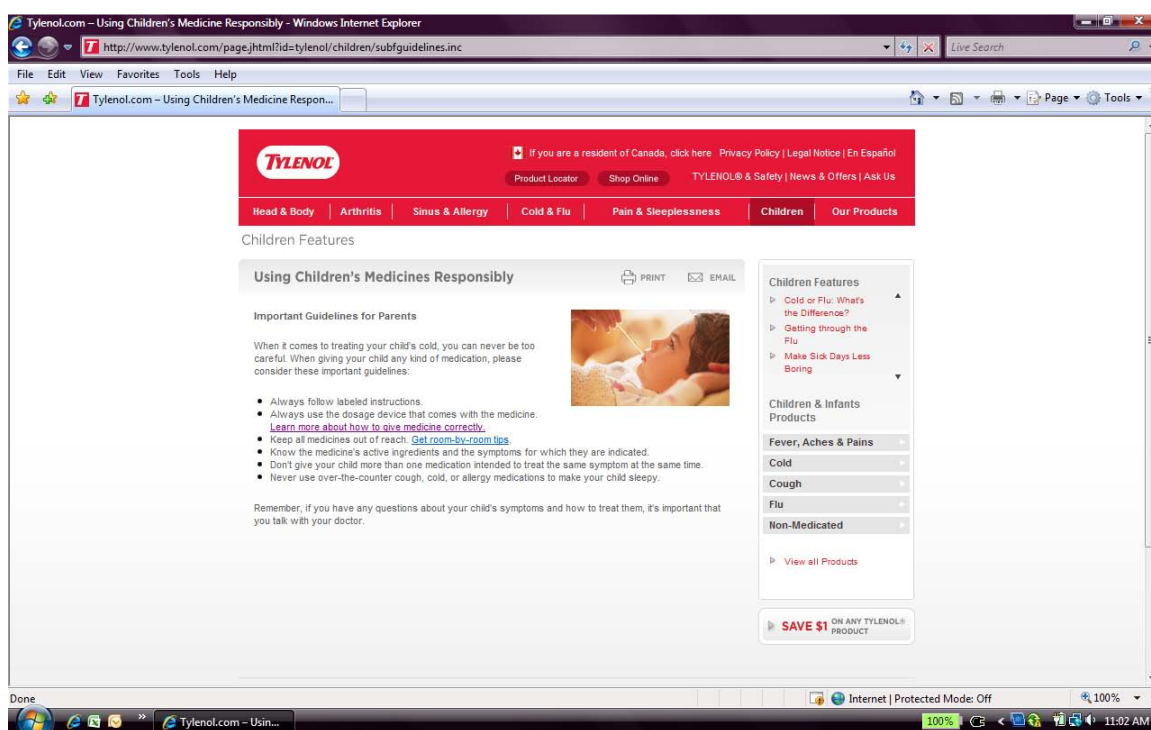 Tylenol.com – Using Children's Medicine Responsibly - Windows Internet Explorer
http://www.tylenol.com/page.jhtml?id=tylenol/children/subfguidelines.inc
Live Search
File Edit View Favorites Tools Help
Tylenol.com – Using Children's Medicine Respon...
Page Tools
TYLENOL
If you are a resident of Canada, click here Privacy Policy | Legal Notice | En Español
Product Locator Shop Online TYLENOL® & Safety | News & Offers | Ask Us
Head & Body Arthritis Sinus & Allergy Cold & Flu Pain & Sleeplessness Children Our Products
Children Features
Using Children's Medicines Responsibly
PRINT EMAIL
Important Guidelines for Parents
When it comes to treating your child's cold, you can never be too
careful. When giving your child any kind of medication, please
consider these important guidelines:
• Always follow labeled instructions.
• Always use the dosage device that comes with the medicine.
Learn more about how to give medicine correctly.
• Keep all medicines out of reach. Get room-by-room tips.
• Know the medicine's active ingredients and the symptoms for which they are indicated.
• Don't give your child more than one medication intended to treat the same symptom at the same time.
• Never use over-the-counter cough, cold, or allergy medications to make your child sleepy.
Remember, if you have any questions about your child's symptoms and how to treat them, it's important that
you talk with your doctor.
Children Features
Cold or Flu: What's
the Difference?
Getting through the
Flu
Make Sick Days Less
Boring
Children & Infants
Products
Fever, Aches & Pains
Cold
Cough
Flu
Non-Medicated
View all Products
SAVE $1 ON ANY TYLENOL®
PRODUCT
Done
Internet | Protected Mode: Off
100%
Tylenol.com – Usin...
100%
11:02 AM